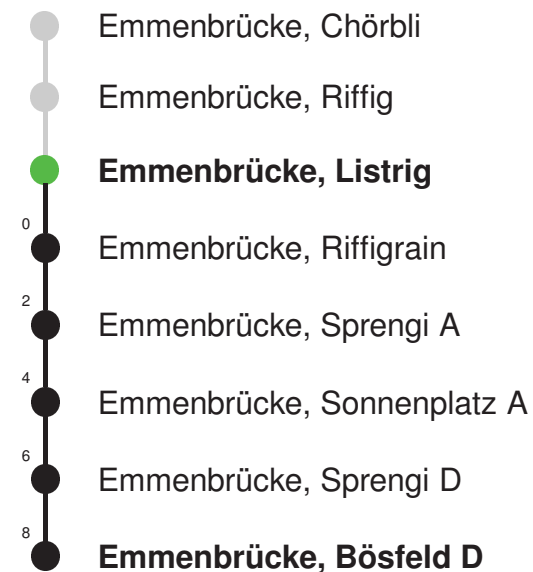 Emmenbrücke, Chörbli
Emmenbrücke, Riffig
Emmenbrücke, Listrig
0
Emmenbrücke, Riffigrain
2
Emmenbrücke, Sprengi A
4
Emmenbrücke, Sonnenplatz A
6
Emmenbrücke, Sprengi D
8
Emmenbrücke, Bösfeld D